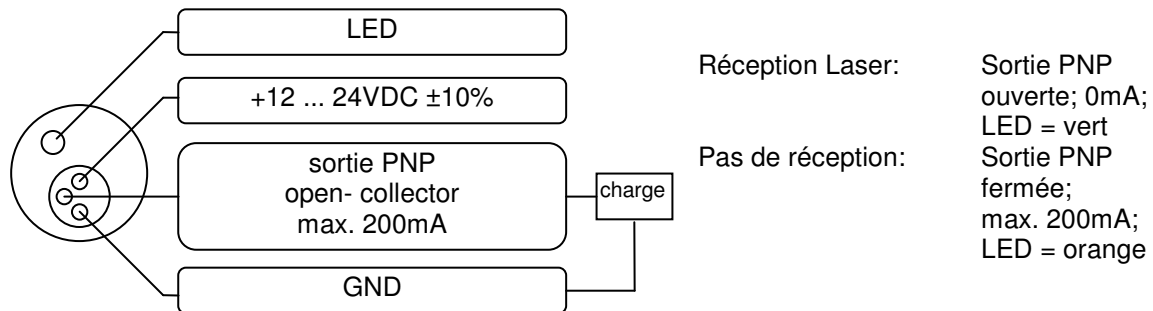 LED
+12 ... 24VDC ±10%
sortie PNP
open- collector
max. 200mA
charge
GND
Réception Laser:
Sortie PNP
ouverte; 0mA;
LED = vert
Pas de réception:
Sortie PNP
fermée;
max. 200mA;
LED = orange